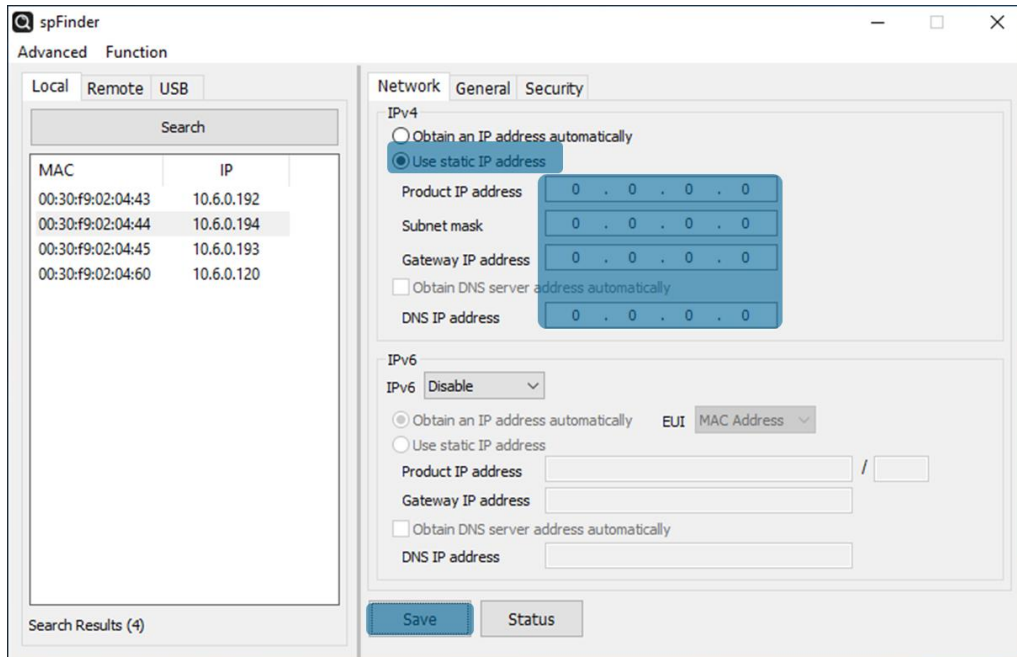 spFinder
Advanced Function
Local Remote USB
Search
MAC IP
00:30:f9:02:04:43 10.6.0.192
00:30:f9:02:04:44 10.6.0.194
00:30:f9:02:04:45 10.6.0.193
00:30:f9:02:04:60 10.6.0.120
Search Results (4)
Network General Security
IPv4
Obtain an IP address automatically
Use static IP address
Product IP address 0 . 0 . 0 . 0
Subnet mask 0 . 0 . 0 . 0
Gateway IP address 0 . 0 . 0 . 0
Obtain DNS server address automatically
DNS IP address 0 . 0 . 0 . 0
IPv6
IPv6 Disable
Obtain an IP address automatically EUI MAC Address
Use static IP address
Product IP address /
Gateway IP address
Obtain DNS server address automatically
DNS IP address
Save Status